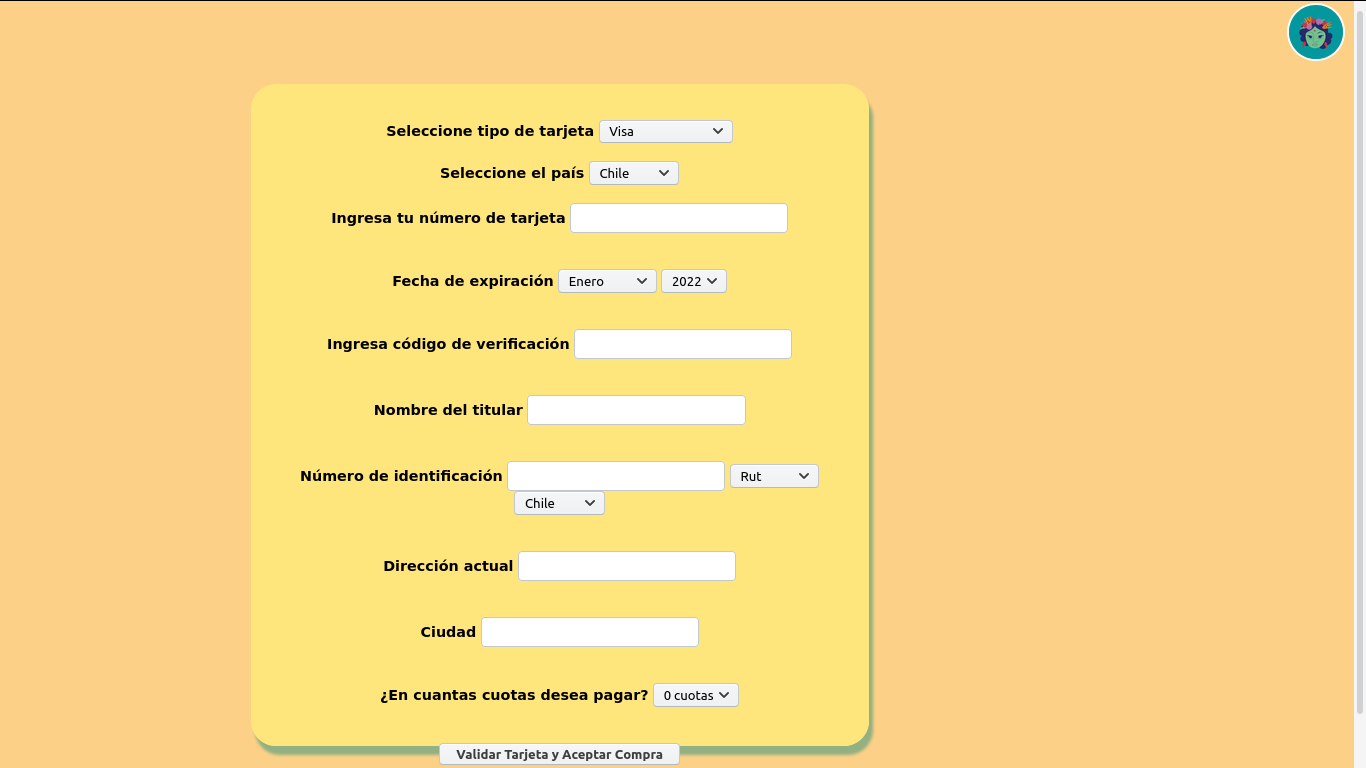 Seleccione tipo de tarjeta Visa
Seleccione el país Chile
Ingresa tu número de tarjeta
Fecha de expiración Enero 2022
Ingresa código de verificación
Nombre del titular
Número de identificación Rut
Chile
Dirección actual
Ciudad
¿En cuantas cuotas desea pagar? 0 cuotas
Validar Tarjeta y Aceptar Compra